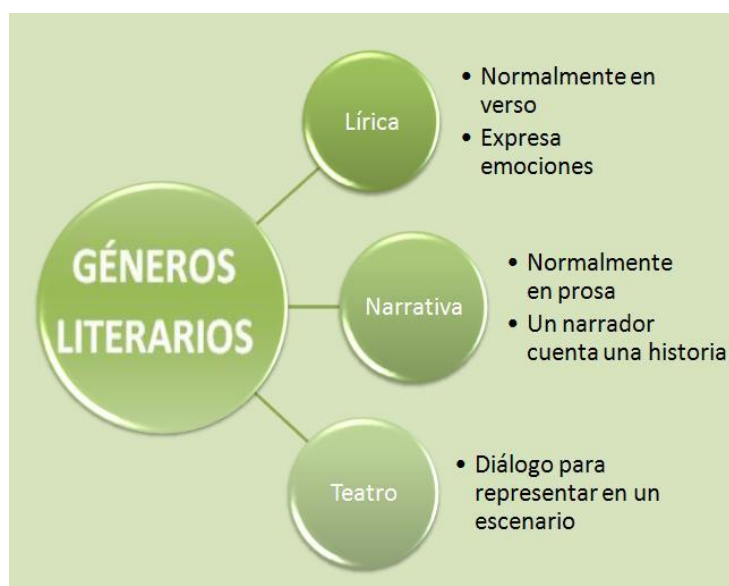 GÉNEROS
LITERARIOS
Lírica
• Normalmente en
verso
• Expresa
emociones
Narrativa
• Normalmente
en prosa
• Un narrador
cuenta una historia
Teatro
• Diálogo para
representar en un
escenario